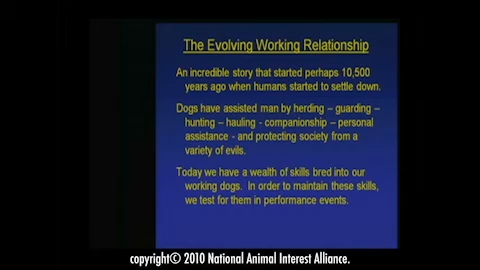 The Evolving Working Relationship
An incredible story that started perhaps 10,500
years ago when humans started to settle down.
Dogs have assisted man by herding – guarding –
hunting – hauling - companionship – personal
assistance - and protecting society from a
variety of evils.
Today we have a wealth of skills bred into our
working dogs. In order to maintain these skills,
we test for them in performance events.
copyright© 2010 National Animal Interest Alliance.